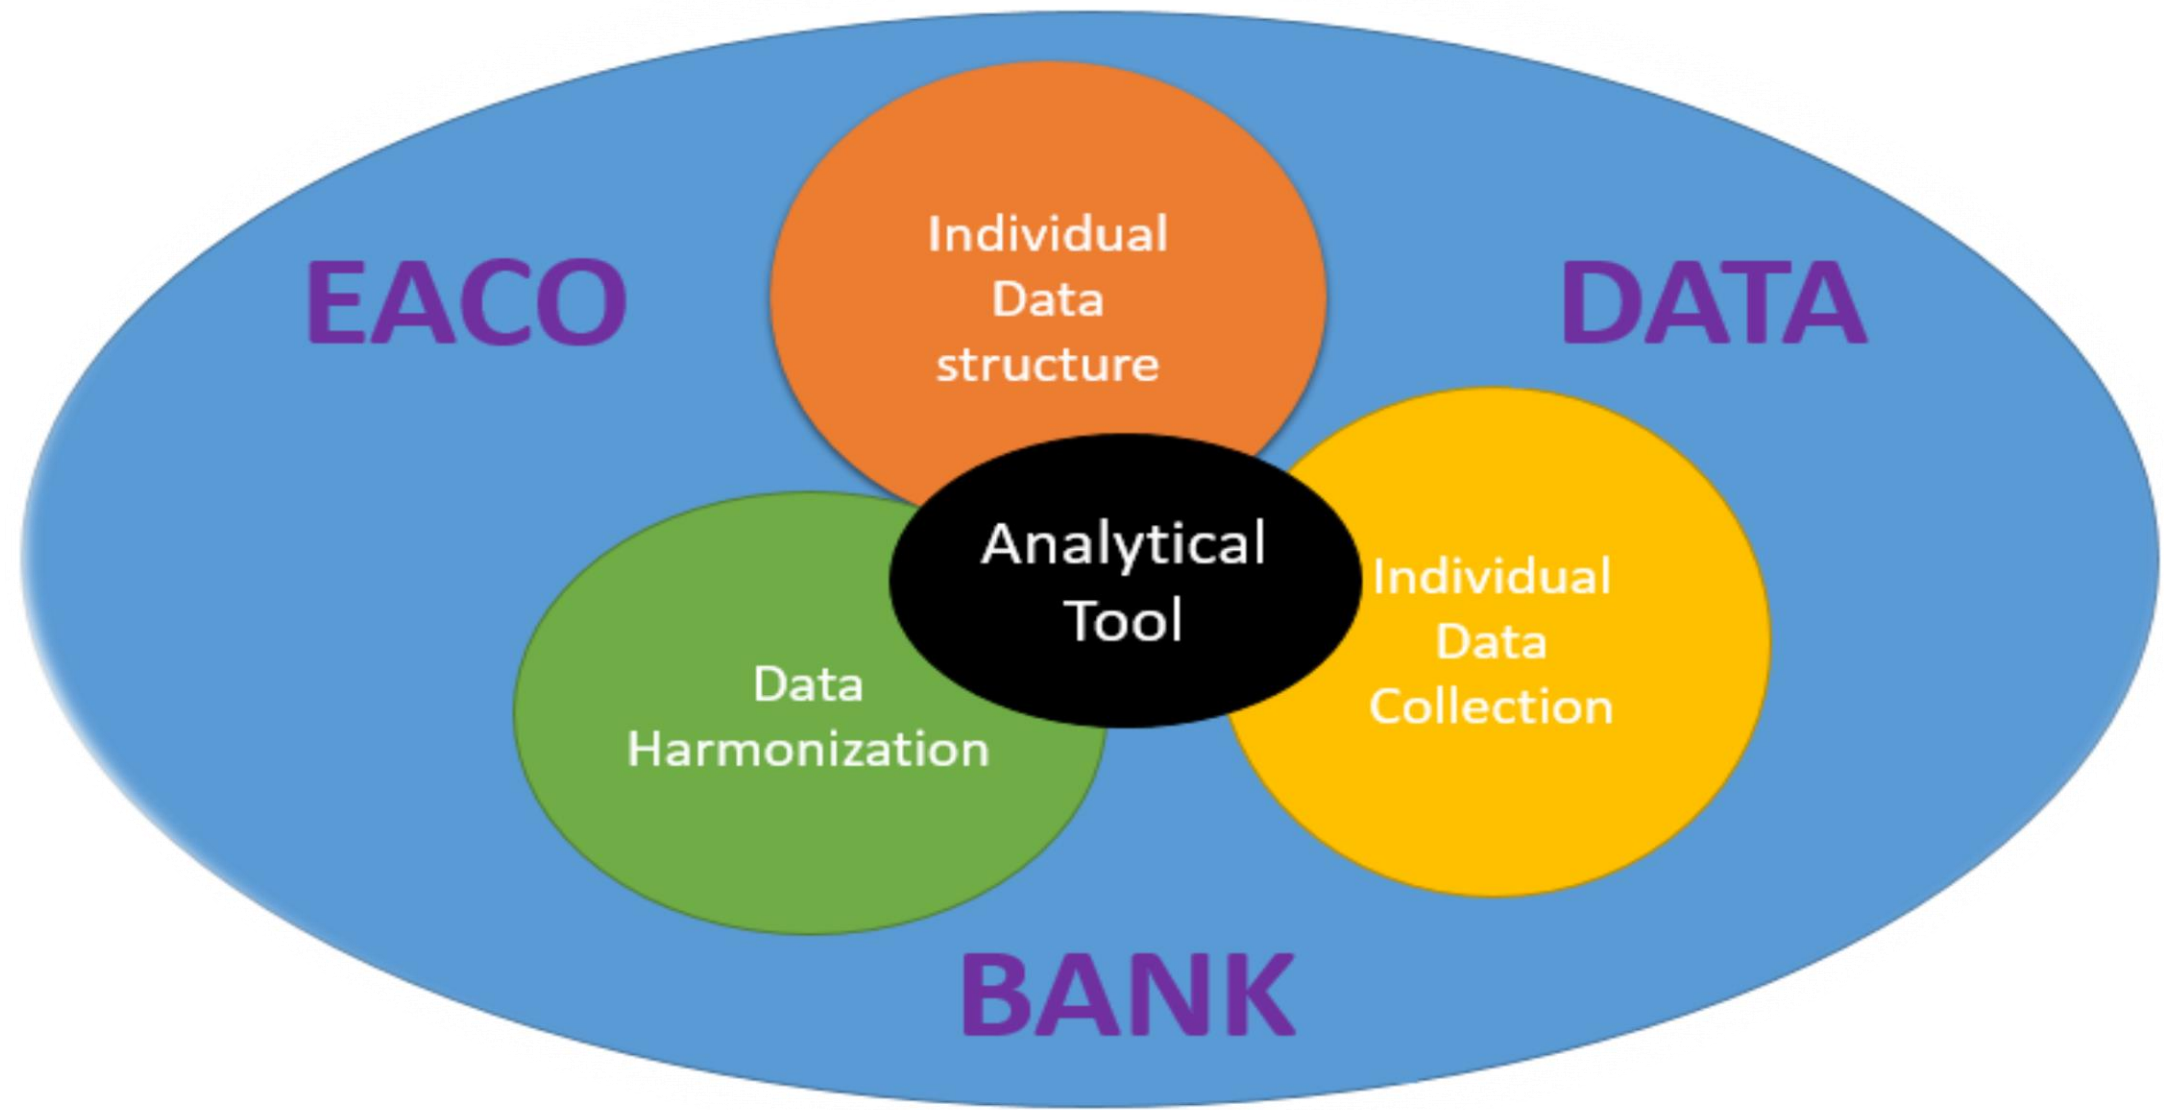 EACO
DATA
Individual
Data
structure
Analytical
Tool
Individual
Data
Collection
Data
Harmonization
BANK